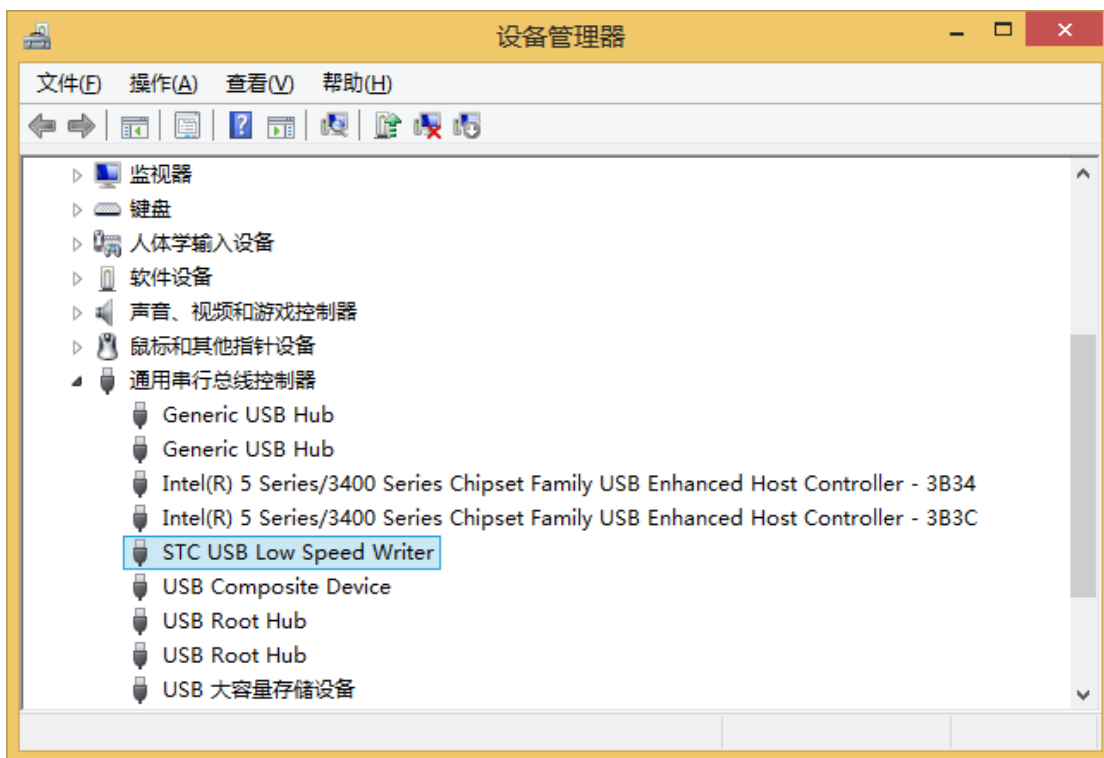 设备管理器
文件(F) 操作(A) 查看(V) 帮助(H)
监视器
键盘
人体学输入设备
软件设备
声音、视频和游戏控制器
鼠标和其他指针设备
通用串行总线控制器
Generic USB Hub
Generic USB Hub
Intel(R) 5 Series/3400 Series Chipset Family USB Enhanced Host Controller - 3B34
Intel(R) 5 Series/3400 Series Chipset Family USB Enhanced Host Controller - 3B3C
STC USB Low Speed Writer
USB Composite Device
USB Root Hub
USB Root Hub
USB 大容量存储设备